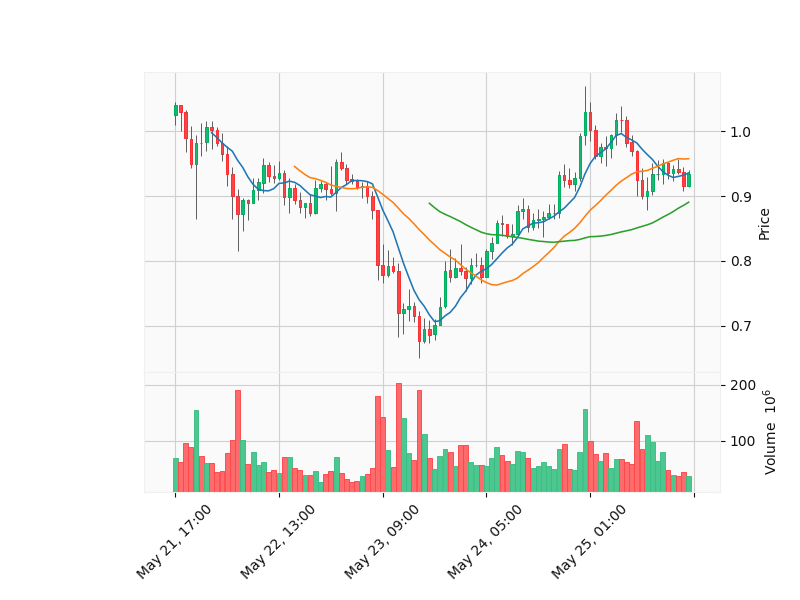 1.0
0.9
0.8
0.7
Price
200
100
Volume 10^6
May 21, 17:00
May 22, 13:00
May 23, 09:00
May 24, 05:00
May 25, 01:00